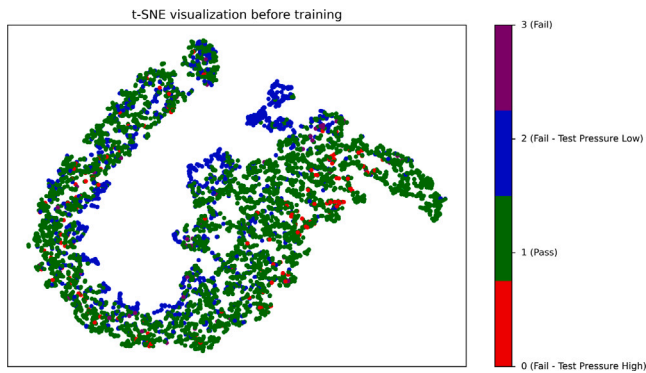 t-SNE visualization before training
3 (Fail)
2 (Fail - Test Pressure Low)
1 (Pass)
0 (Fail - Test Pressure High)